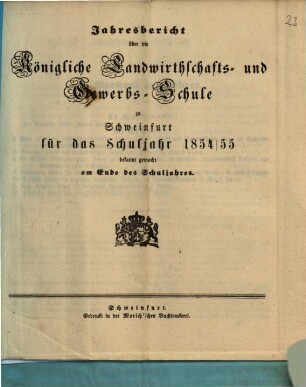 23
Jahresbericht
über die
Königliche Landwirthschafts- und
Gewerbs-Schule
zu
Schweinfurt
für das Schuljahr 1854/55
bekannt gemacht
am Ende des Schuljahres.
Schweinfurt.
Gedruckt in der Morich'schen Buchdruckerei.